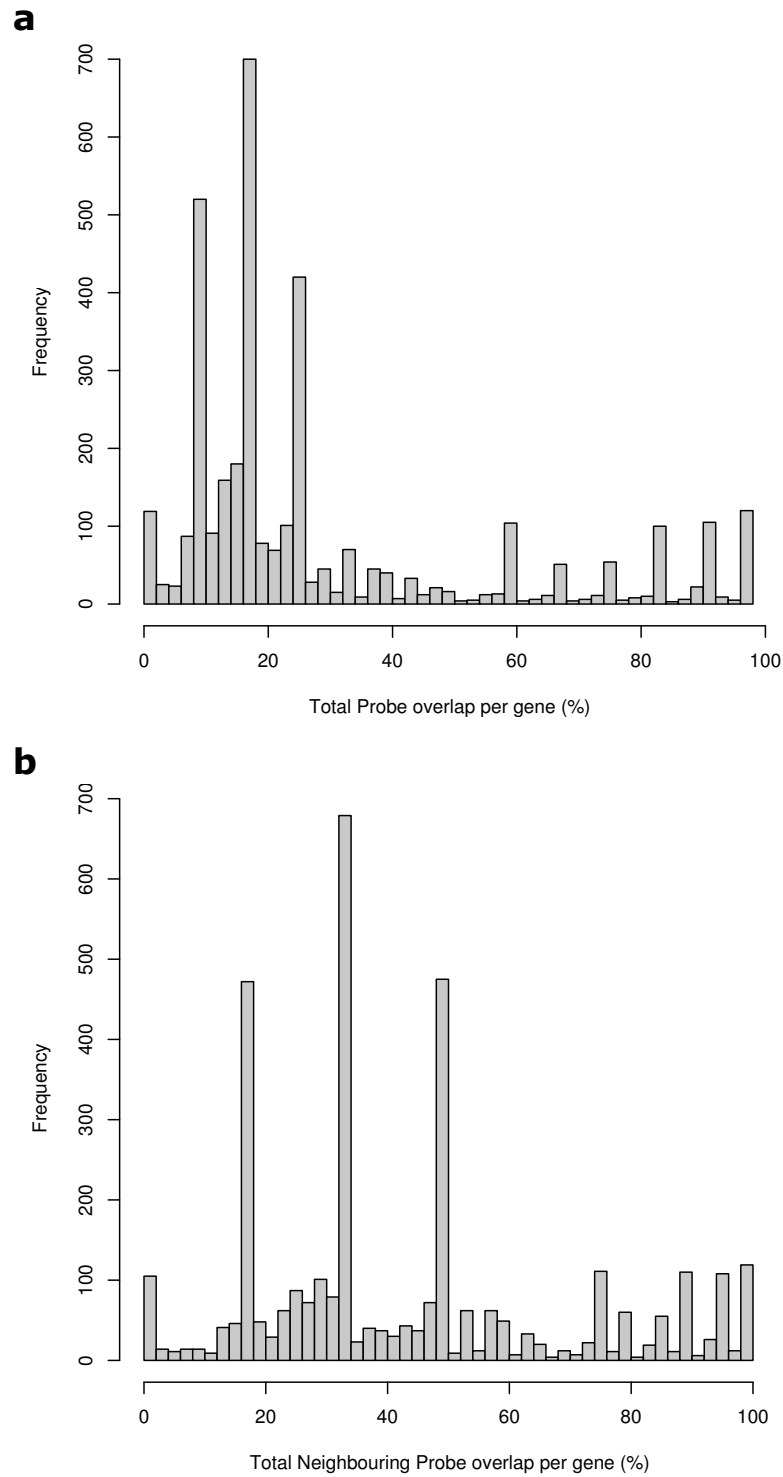 a
700
600
500
400
300
200
100
0
Frequency
0 20 40 60 80 100
Total Probe overlap per gene (%)
b
700
600
500
400
300
200
100
0
Frequency
0 20 40 60 80 100
Total Neighbouring Probe overlap per gene (%)